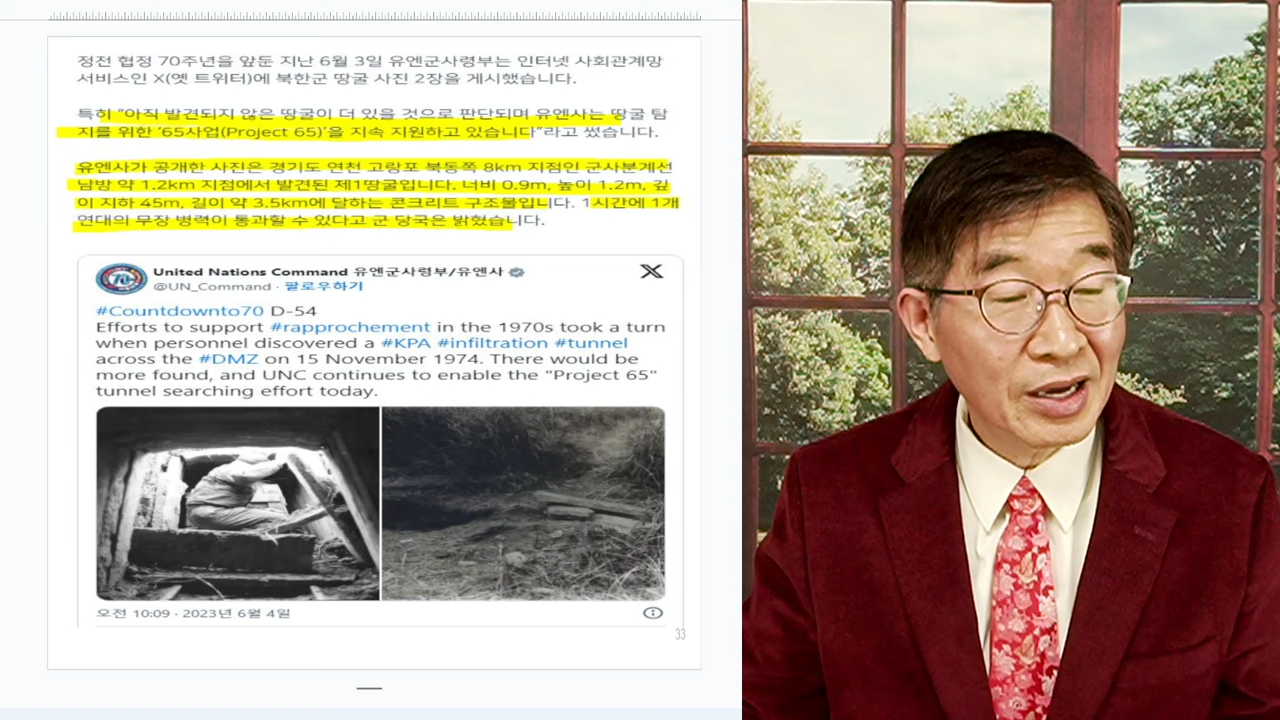 정전 협정 70주년을 앞둔 지난 6월 3일 유엔군사령부는 인터넷 사회관계망
서비스인 X(옛 트위터)에 북한군 땅굴 사진 2장을 게시했습니다.
특히 “아직 발견되지 않은 땅굴이 더 있을 것으로 판단되며 유엔사는 땅굴 탐
지를 위한 ‘65사업(Project 65)’을 지속 지원하고 있습니다”라고 썼습니다.
유엔사가 공개한 사진은 경기도 연천 고랑포 북동쪽 8km 지점인 군사분계선
남방 약 1.2km 지점에서 발견된 제1땅굴입니다. 너비 0.9m, 높이 1.2m, 깊
이 지하 45m, 길이 약 3.5km에 달하는 콘크리트 구조물입니다. 1시간에 1개
연대의 무장 병력이 통과할 수 있다고 군 당국은 밝혔습니다.
United Nations Command 유엔군사령부/유엔사
@UN_Command · 팔로우하기
#Countdownto70 D-54
Efforts to support #rapprochement in the 1970s took a turn
when personnel discovered a #KPA #infiltration #tunnel
across the #DMZ on 15 November 1974. There would be
more found, and UNC continues to enable the "Project 65"
tunnel searching effort today.
오전 10:09 · 2023년 6월 4일
33